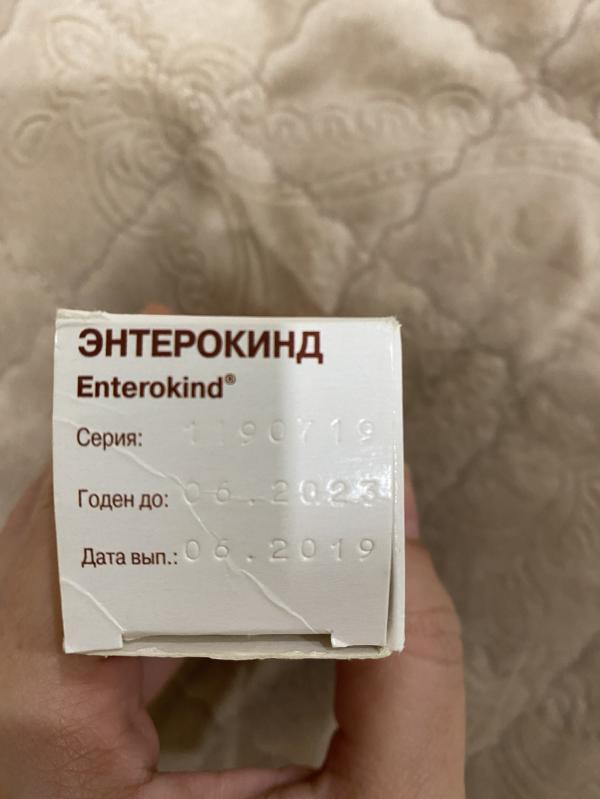 ЭНТЕРОКИНД
Enterokind®
Серия: 1190719
Годен до: 06.2023
Дата вып.: 06.2019